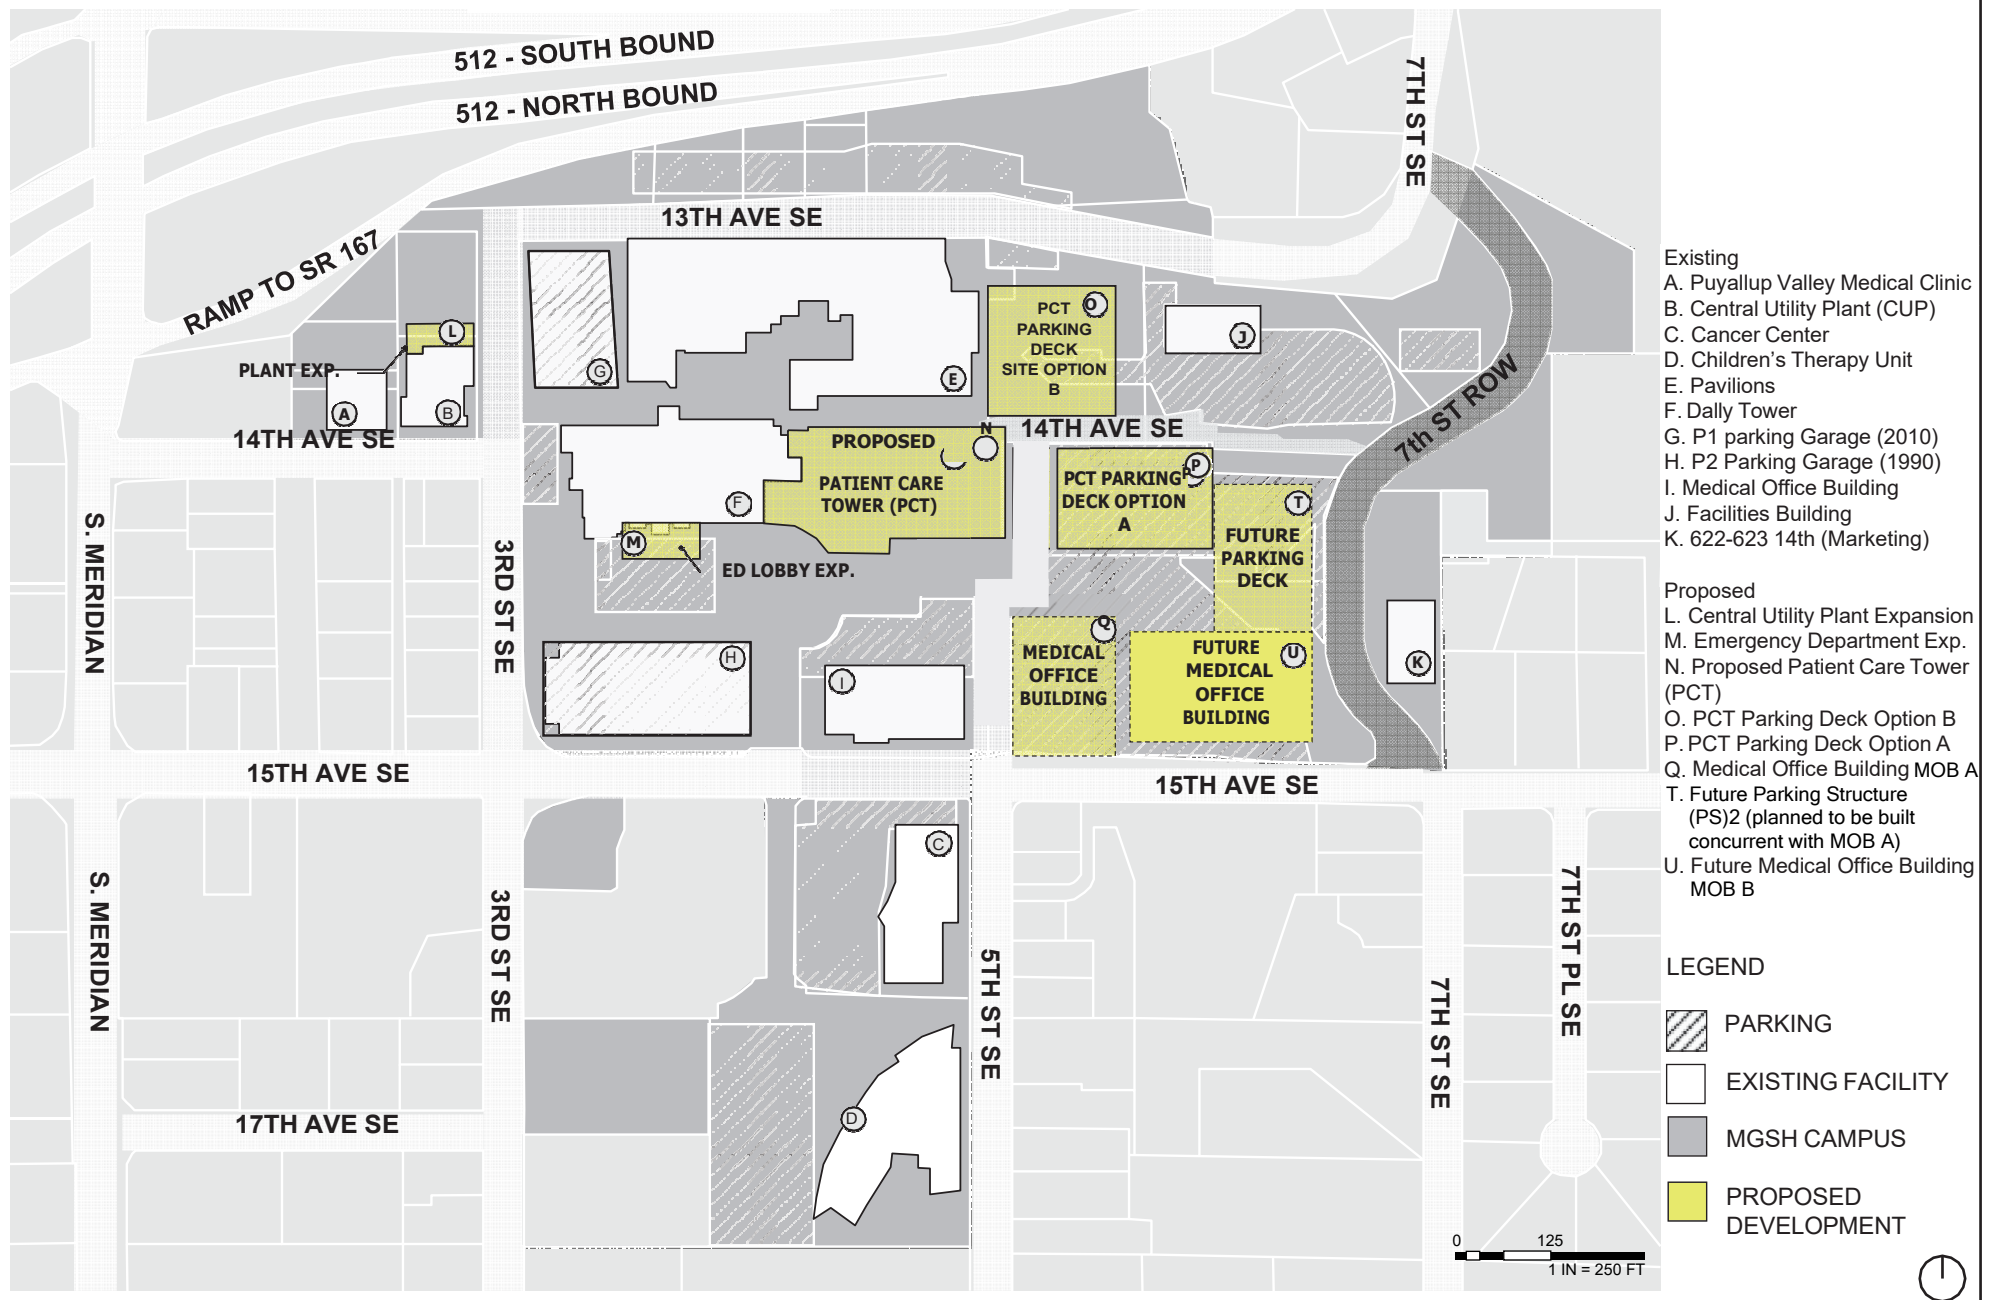 512 - SOUTH BOUND
512 - NORTH BOUND
7TH ST SE
13TH AVE SE
RAMP TO SR 167
L
PLANT EXP.
A
B
14TH AVE SE
G
E
O
PCT
PARKING
DECK
SITE OPTION
B
J
7th ST ROW
14TH AVE SE
N
PROPOSED
PATIENT CARE
TOWER (PCT)
F
M
ED LOBBY EXP.
P
PCT PARKING
DECK OPTION
A
T
FUTURE
PARKING
DECK
S. MERIDIAN
3RD ST SE
H
I
Q
MEDICAL
OFFICE
BUILDING
FUTURE
MEDICAL
OFFICE
BUILDING
U
K
15TH AVE SE
15TH AVE SE
C
S. MERIDIAN
3RD ST SE
5TH ST SE
7TH ST SE
7TH ST PL SE
17TH AVE SE
D
Existing
A. Puyallup Valley Medical Clinic
B. Central Utility Plant (CUP)
C. Cancer Center
D. Children's Therapy Unit
E. Pavilions
F. Dally Tower
G. P1 parking Garage (2010)
H. P2 Parking Garage (1990)
I. Medical Office Building
J. Facilities Building
K. 622-623 14th (Marketing)
Proposed
L. Central Utility Plant Expansion
M. Emergency Department Exp.
N. Proposed Patient Care Tower
(PCT)
O. PCT Parking Deck Option B
P. PCT Parking Deck Option A
Q. Medical Office Building MOB A
T. Future Parking Structure
(PS)2 (planned to be built
concurrent with MOB A)
U. Future Medical Office Building
MOB B
LEGEND
PARKING
EXISTING FACILITY
MGSH CAMPUS
PROPOSED
DEVELOPMENT
0 125
1 IN = 250 FT